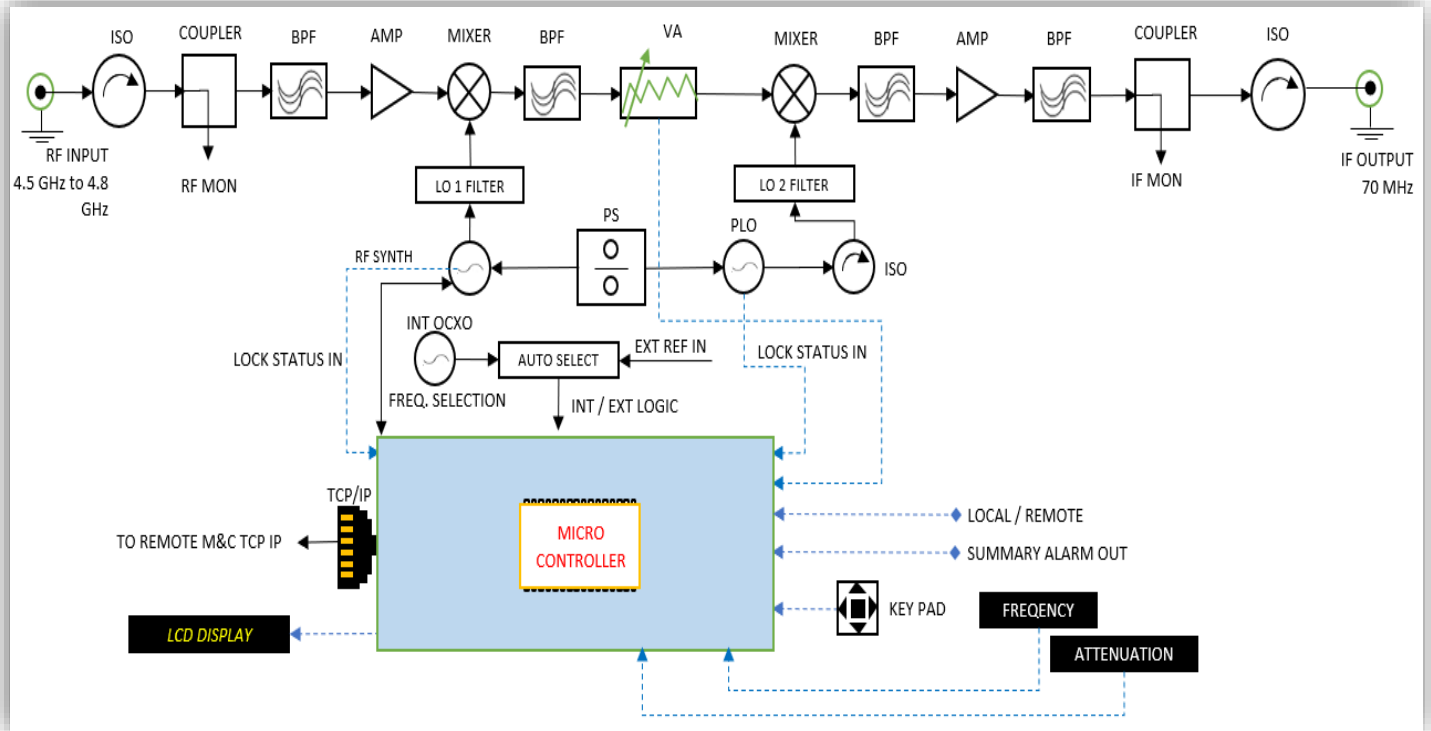 ISO
COUPLER
BPF
AMP
MIXER
BPF
VA
MIXER
BPF
AMP
BPF
COUPLER
ISO
RF INPUT
4.5 GHz to 4.8
GHz
RF MON
IF MON
IF OUTPUT
70 MHz
LO 1 FILTER
LO 2 FILTER
PS
PLO
RF SYNTH
ISO
INT OCXO
LOCK STATUS IN
AUTO SELECT
EXT REF IN
LOCK STATUS IN
FREQ. SELECTION
INT / EXT LOGIC
TCP/IP
TO REMOTE M&C TCP IP
MICRO
CONTROLLER
LOCAL / REMOTE
SUMMARY ALARM OUT
KEY PAD
FREQENCY
LCD DISPLAY
ATTENUATION